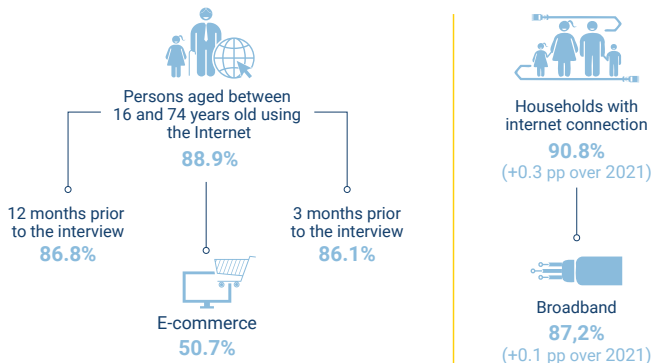 Persons aged between
16 and 74 years old using
the Internet
88.9%
12 months prior
to the interview
86.8%
3 months prior
to the interview
86.1%
E-commerce
50.7%
Households with
internet connection
90.8%
(+0.3 pp over 2021)
Broadband
87,2%
(+0.1 pp over 2021)